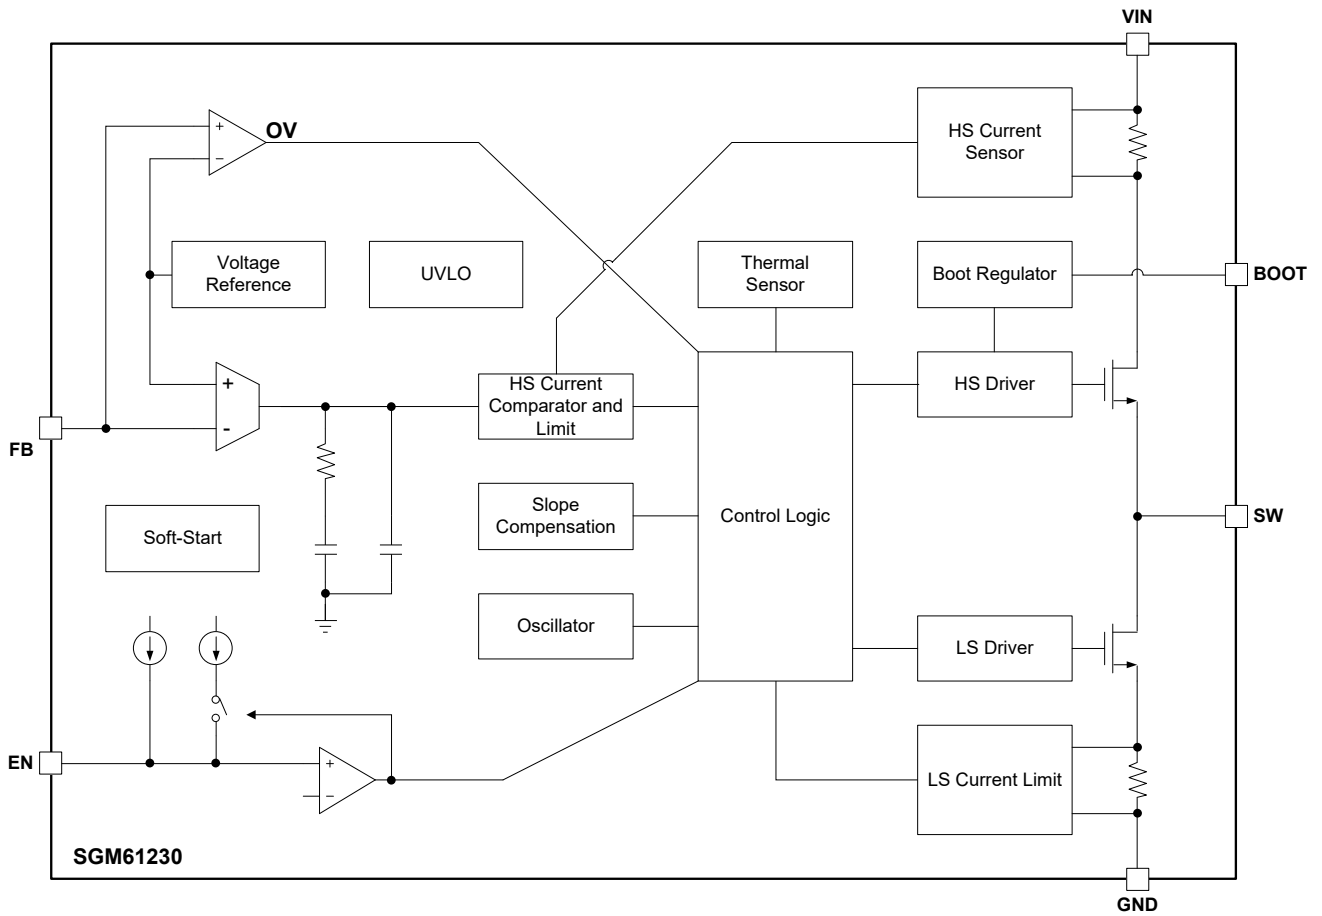 VIN
OV
+
−
HS Current
Sensor
Voltage
Reference
UVLO
Thermal
Sensor
Boot Regulator
BOOT
+
-
FB
HS Current
Comparator and
Limit
HS Driver
Slope
Compensation
Control Logic
SW
Soft-Start
Oscillator
LS Driver
EN
+
−
LS Current Limit
SGM61230
GND